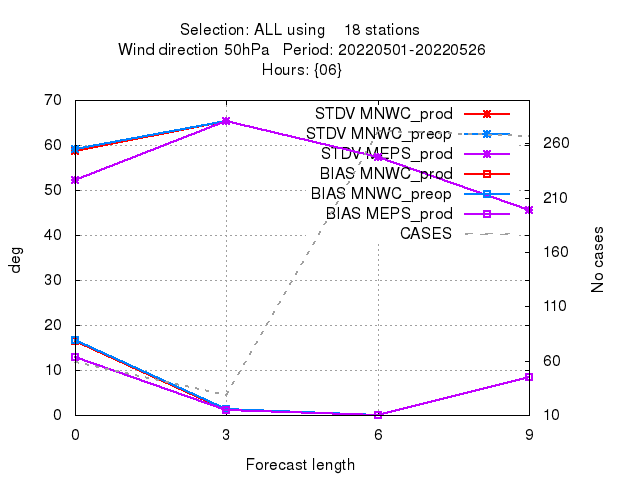 Selection: ALL using 18 stations
Wind direction 50hPa Period: 20220501-20220526
Hours: {06}
STDV MNWC_prod
STDV MNWC_preop
STDV MEPS_prod
BIAS MNWC_prod
BIAS MNWC_preop
BIAS MEPS_prod
CASES
deg
70
60
50
40
30
20
10
0
No cases
260
210
160
110
60
10
0 3 6 9
Forecast length